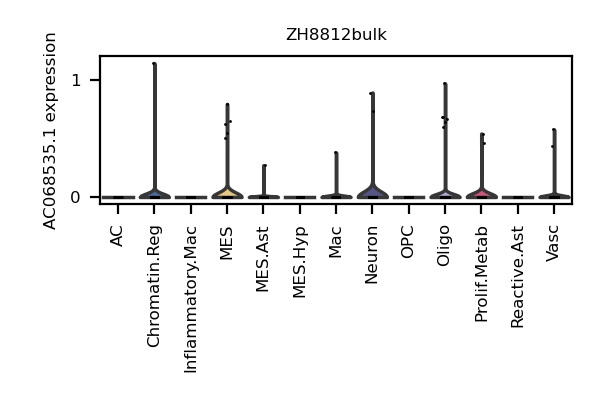 ZH8812bulk
AC068535.1 expression
1
0
AC
Chromatin.Reg
Inflammatory.Mac
MES
MES.Ast
MES.Hyp
Mac
Neuron
OPC
Oligo
Prolif.Metab
Reactive.Ast
Vasc